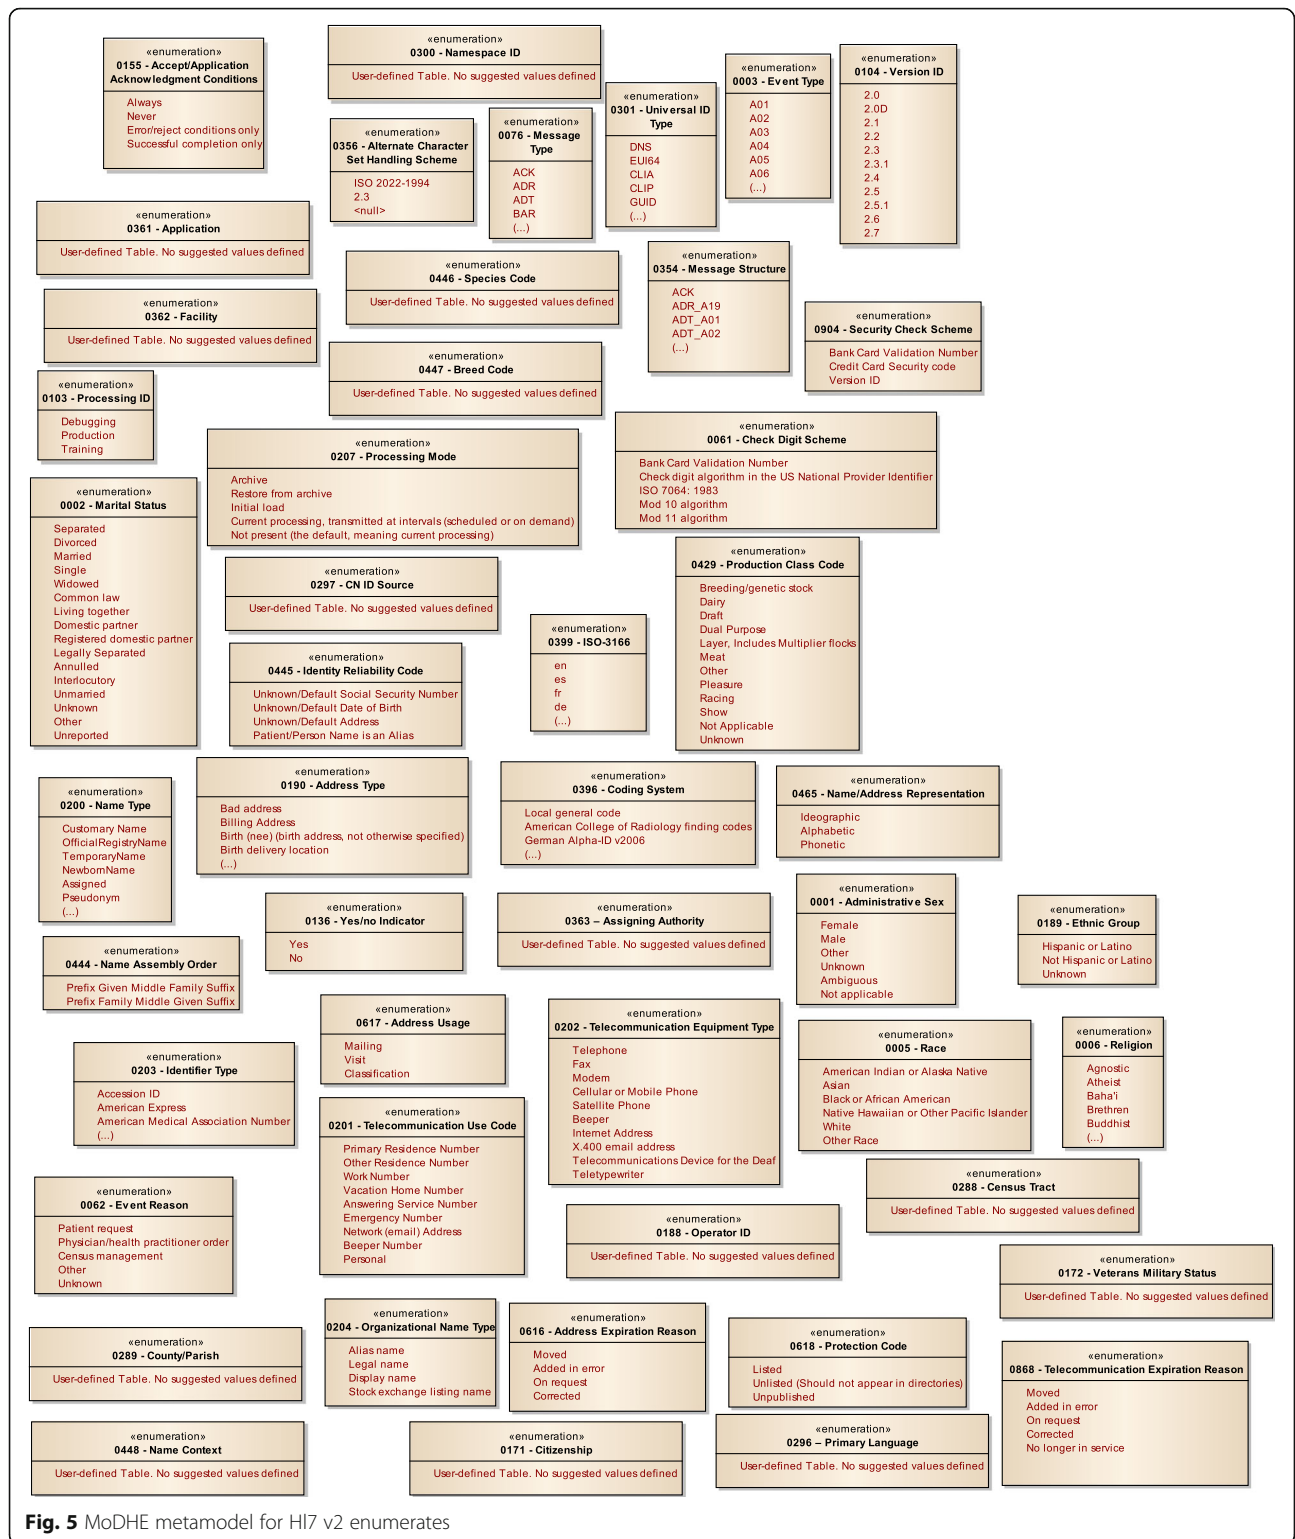 «enumeration»
0155 - Accept/Application
Acknowledgment Conditions
Always
Never
Error/reject conditions only
Successful completion only
«enumeration»
0300 - Namespace ID
User-defined Table. No suggested values defined
«enumeration»
0003 - Event Type
A01
A02
A03
A04
A05
A06
(...)
«enumeration»
0104 - Version ID
2.0
2.0D
2.1
2.2
2.3
2.3.1
2.4
2.5
2.5.1
2.6
2.7
«enumeration»
0301 - Universal ID
Type
DNS
EUI64
CLIA
CLIP
GUID
(...)
«enumeration»
0076 - Message
Type
ACK
ADR
ADT
BAR
(...)
«enumeration»
0356 - Alternate Character
Set Handling Scheme
ISO 2022-1994
2.3
<null>
«enumeration»
0361 - Application
User-defined Table. No suggested values defined
«enumeration»
0446 - Species Code
User-defined Table. No suggested values defined
«enumeration»
0354 - Message Structure
ACK
ADR_A19
ADT_A01
ADT_A02
(...)
«enumeration»
0362 - Facility
User-defined Table. No suggested values defined
«enumeration»
0904 - Security Check Scheme
Bank Card Validation Number
Credit Card Security code
Version ID
«enumeration»
0447 - Breed Code
User-defined Table. No suggested values defined
«enumeration»
0103 - Processing ID
Debugging
Production
Training
«enumeration»
0061 - Check Digit Scheme
Bank Card Validation Number
Check digit algorithm in the US National Provider Identifier
ISO 7064: 1983
Mod 10 algorithm
Mod 11 algorithm
«enumeration»
0207 - Processing Mode
Archive
Restore from archive
Initial load
Current processing, transmitted at intervals (scheduled or on demand)
Not present (the default, meaning current processing)
«enumeration»
0002 - Marital Status
Separated
Divorced
Married
Single
Widowed
Common law
Living together
Domestic partner
Registered domestic partner
Legally Separated
Annulled
Interlocutory
Unmarried
Unknown
Other
Unreported
«enumeration»
0429 - Production Class Code
Breeding/genetic stock
Dairy
Draft
Dual Purpose
Layer, Includes Multiplier flocks
Meat
Other
Pleasure
Racing
Show
Not Applicable
Unknown
«enumeration»
0297 - CN ID Source
User-defined Table. No suggested values defined
«enumeration»
0399 - ISO-3166
en
es
fr
de
(...)
«enumeration»
0445 - Identity Reliability Code
Unknown/Default Social Security Number
Unknown/Default Date of Birth
Unknown/Default Address
Patient/Person Name is an Alias
«enumeration»
0190 - Address Type
Bad address
Billing Address
Birth (nee) (birth address, not otherwise specified)
Birth delivery location
(...)
«enumeration»
0396 - Coding System
Local general code
American College of Radiology finding codes
German Alpha-ID v2006
(...)
«enumeration»
0465 - Name/Address Representation
Ideographic
Alphabetic
Phonetic
«enumeration»
0200 - Name Type
Customary Name
OfficialRegistryName
TemporaryName
NewbornName
Assigned
Pseudonym
(...)
«enumeration»
0001 - Administrative Sex
Female
Male
Other
Unknown
Ambiguous
Not applicable
«enumeration»
0136 - Yes/no Indicator
Yes
No
«enumeration»
0363 – Assigning Authority
User-defined Table. No suggested values defined
«enumeration»
0189 - Ethnic Group
Hispanic or Latino
Not Hispanic or Latino
Unknown
«enumeration»
0444 - Name Assembly Order
Prefix Given Middle Family Suffix
Prefix Family Middle Given Suffix
«enumeration»
0617 - Address Usage
Mailing
Visit
Classification
«enumeration»
0202 - Telecommunication Equipment Type
Telephone
Fax
Modem
Cellular or Mobile Phone
Satellite Phone
Beeper
Internet Address
X.400 email address
Telecommunications Device for the Deaf
Teletypewriter
«enumeration»
0005 - Race
American Indian or Alaska Native
Asian
Black or African American
Native Hawaiian or Other Pacific Islander
White
Other Race
«enumeration»
0006 - Religion
Agnostic
Atheist
Baha'i
Brethren
Buddhist
(...)
«enumeration»
0203 - Identifier Type
Accession ID
American Express
American Medical Association Number
(...)
«enumeration»
0201 - Telecommunication Use Code
Primary Residence Number
Other Residence Number
Work Number
Vacation Home Number
Answering Service Number
Emergency Number
Network (email) Address
Beeper Number
Personal
«enumeration»
0288 - Census Tract
User-defined Table. No suggested values defined
«enumeration»
0062 - Event Reason
Patient request
Physician/health practitioner order
Census management
Other
Unknown
«enumeration»
0188 - Operator ID
User-defined Table. No suggested values defined
«enumeration»
0172 - Veterans Military Status
User-defined Table. No suggested values defined
«enumeration»
0204 - Organizational Name Type
Alias name
Legal name
Display name
Stock exchange listing name
«enumeration»
0616 - Address Expiration Reason
Moved
Added in error
On request
Corrected
«enumeration»
0618 - Protection Code
Listed
Unlisted (Should not appear in directories)
Unpublished
«enumeration»
0289 - County/Parish
User-defined Table. No suggested values defined
«enumeration»
0868 - Telecommunication Expiration Reason
Moved
Added in error
On request
Corrected
No longer in service
«enumeration»
0448 - Name Context
User-defined Table. No suggested values defined
«enumeration»
0171 - Citizenship
User-defined Table. No suggested values defined
«enumeration»
0296 – Primary Language
User-defined Table. No suggested values defined
Fig. 5 MoDHE metamodel for Hl7 v2 enumerates